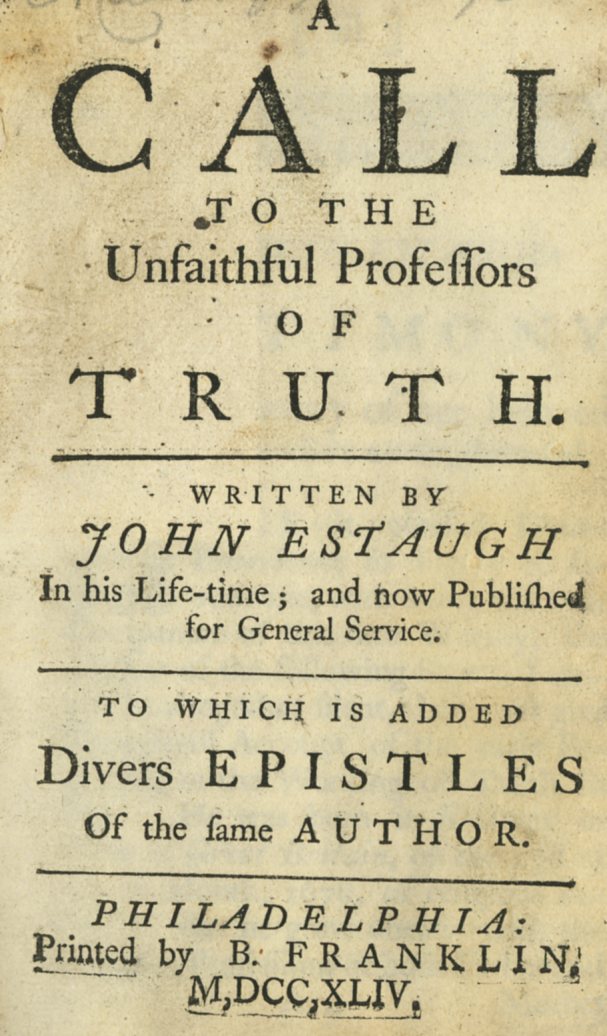 A
CALL
TO THE
Unfaithful Profeſſors
OF
TRUTH.
WRITTEN BY
JOHN ESTAUGH
In his Life-time; and now Publiſhed
for General Service.
TO WHICH IS ADDED
Divers EPISTLES
Of the ſame AUTHOR.
PHILADELPHIA:
Printed by B. FRANKLIN,
M,DCC,XLIV.